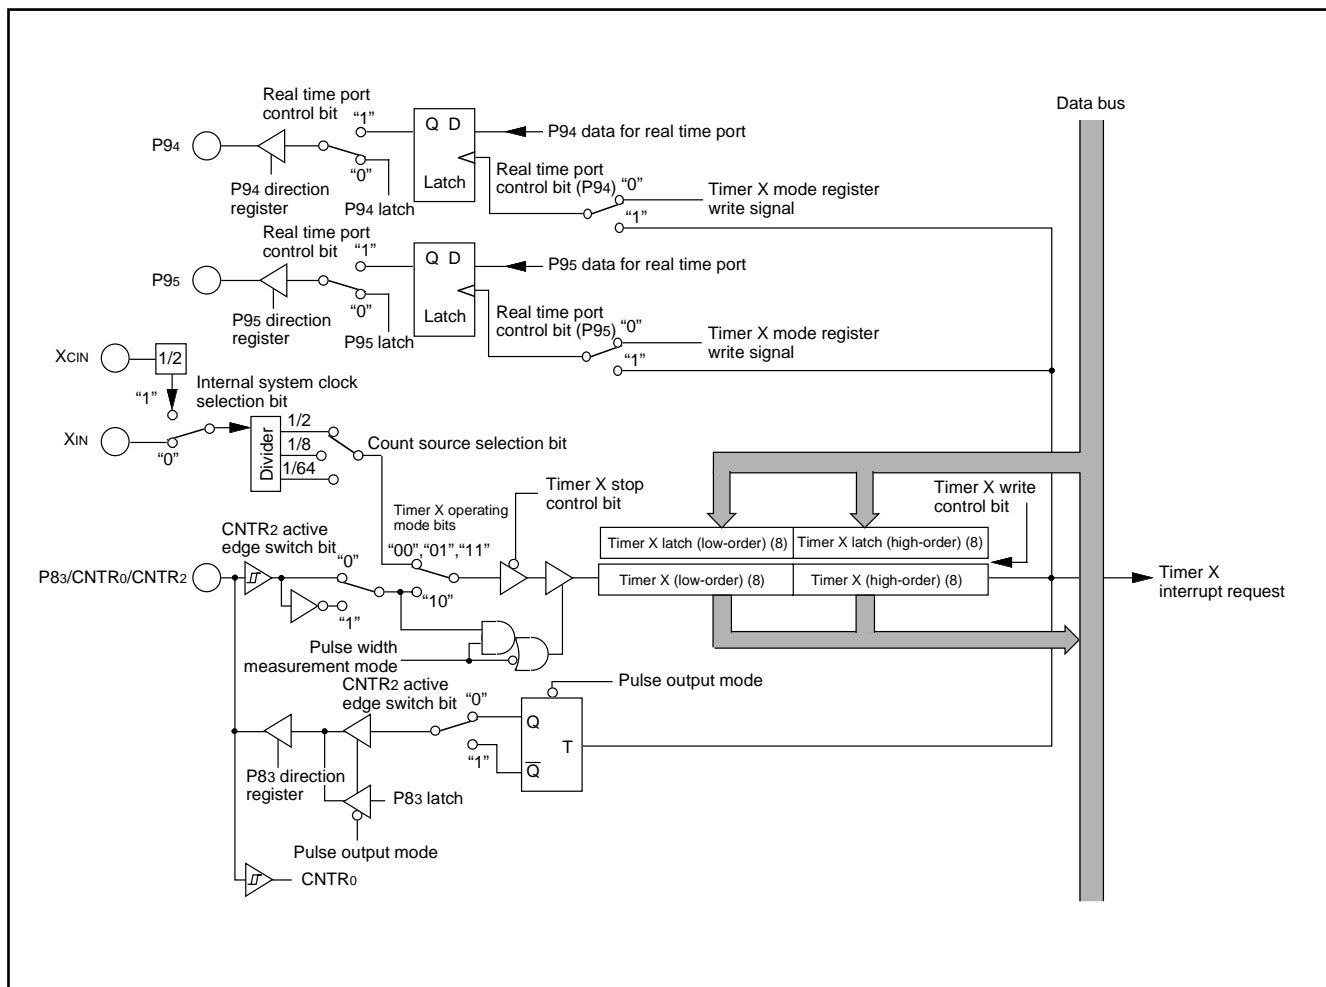 Data bus
Real time port
control bit
“1”
Q D
P94 data for real time port
P94
“0”
Latch
Real time port
control bit (P94)
“0”
Timer X mode register
write signal
“1”
P94 direction
register
P94 latch
Real time port
control bit
“1”
Q D
P95 data for real time port
P95
“0”
Latch
Real time port
control bit (P95)
“0”
Timer X mode register
write signal
“1”
P95 direction
register
P95 latch
XCIN
1/2
“1”
Internal system clock
selection bit
XIN
“0”
Divider
1/2
1/8
1/64
Count source selection bit
Timer X stop
control bit
Timer X write
control bit
Timer X operating
mode bits
“00”,“01”,“11”
CNTR2 active
edge switch bit
“0”
Timer X latch (low-order) (8)
Timer X latch (high-order) (8)
P83/CNTR0/CNTR2
“1”
“10”
Timer X (low-order) (8)
Timer X (high-order) (8)
Timer X
interrupt request
Pulse width
measurement mode
Pulse output mode
CNTR2 active
edge switch bit
“0”
Q
T
“1”
Q̅
P83 direction
register
P83 latch
Pulse output mode
CNTR0